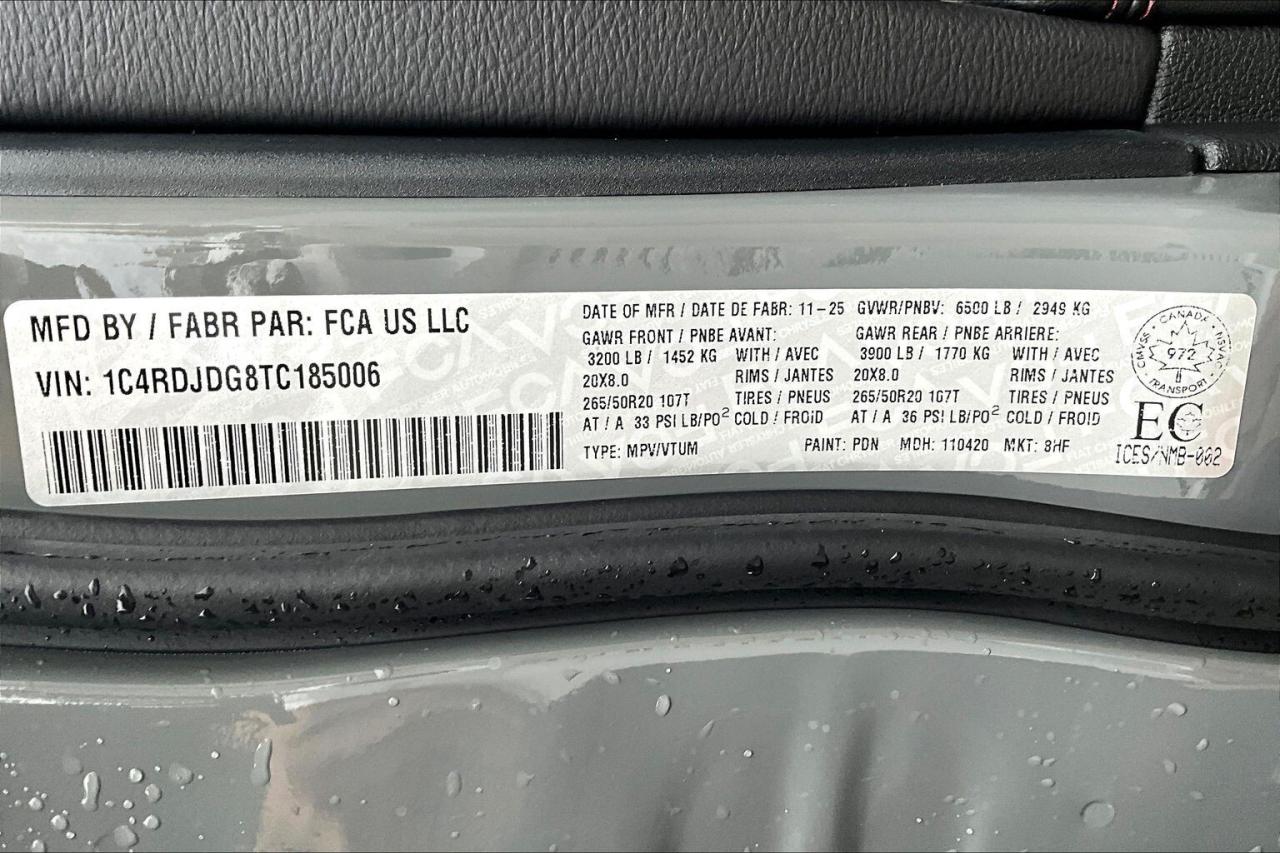 MFD BY / FABR PAR: FCA US LLC
VIN: 1C4RDJDG8TC185006
DATE OF MFR / DATE DE FABR: 11-25 GVWR/PNBV: 6500 LB / 2949 KG
GAWR FRONT / PNBE AVANT: GAWR REAR / PNBE ARRIERE:
3200 LB / 1452 KG WITH / AVEC 3900 LB / 1770 KG WITH / AVEC
20X8.0 RIMS / JANTES 20X8.0 RIMS / JANTES
265/50R20 107T TIRES / PNEUS 265/50R20 107T TIRES / PNEUS
AT / A 33 PSI LB/PO² COLD / FROID AT / A 36 PSI LB/PO² COLD / FROID
TYPE: MPV/VTUM PAINT: PDN MDH: 110420 MKT: 8HF
CANADA
CMVSS 972 NSVAC
TRANSPORT
EC
ICES/NMB-002